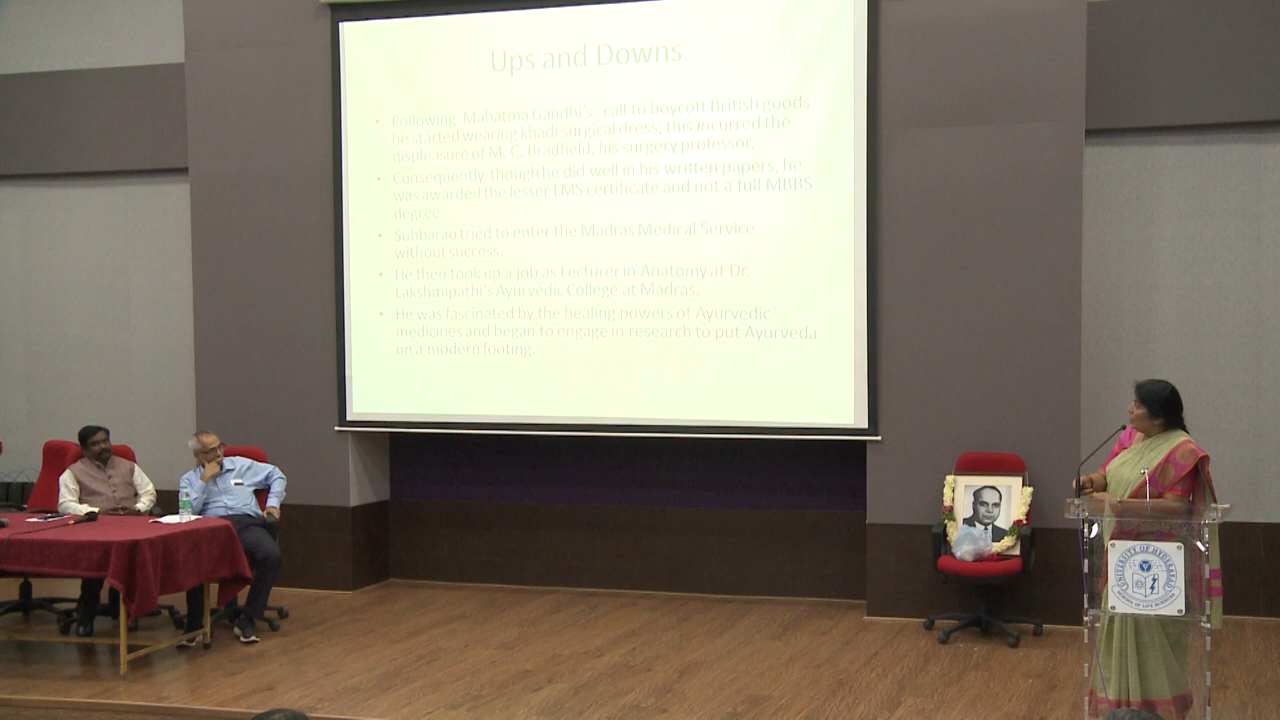 Ups and Downs
• Following Mahatma Gandhi's call to boycott British goods
he started wearing khadi surgical dress; this incurred the
displeasure of M. C. Bradfield, his surgery professor.
• Consequently, though he did well in his written papers, he
was awarded the lesser LMS certificate and not a full MBBS
degree.
• Subbarao tried to enter the Madras Medical Service
without success.
• He then took up a job as Lecturer in Anatomy at Dr.
Lakshmipathi's Ayurvedic College at Madras.
• He was fascinated by the healing powers of Ayurvedic
medicines and began to engage in research to put Ayurveda
on a modern footing.
UNIVERSITY OF HYDERABAD
SCHOOL OF LIFE SCIENCES